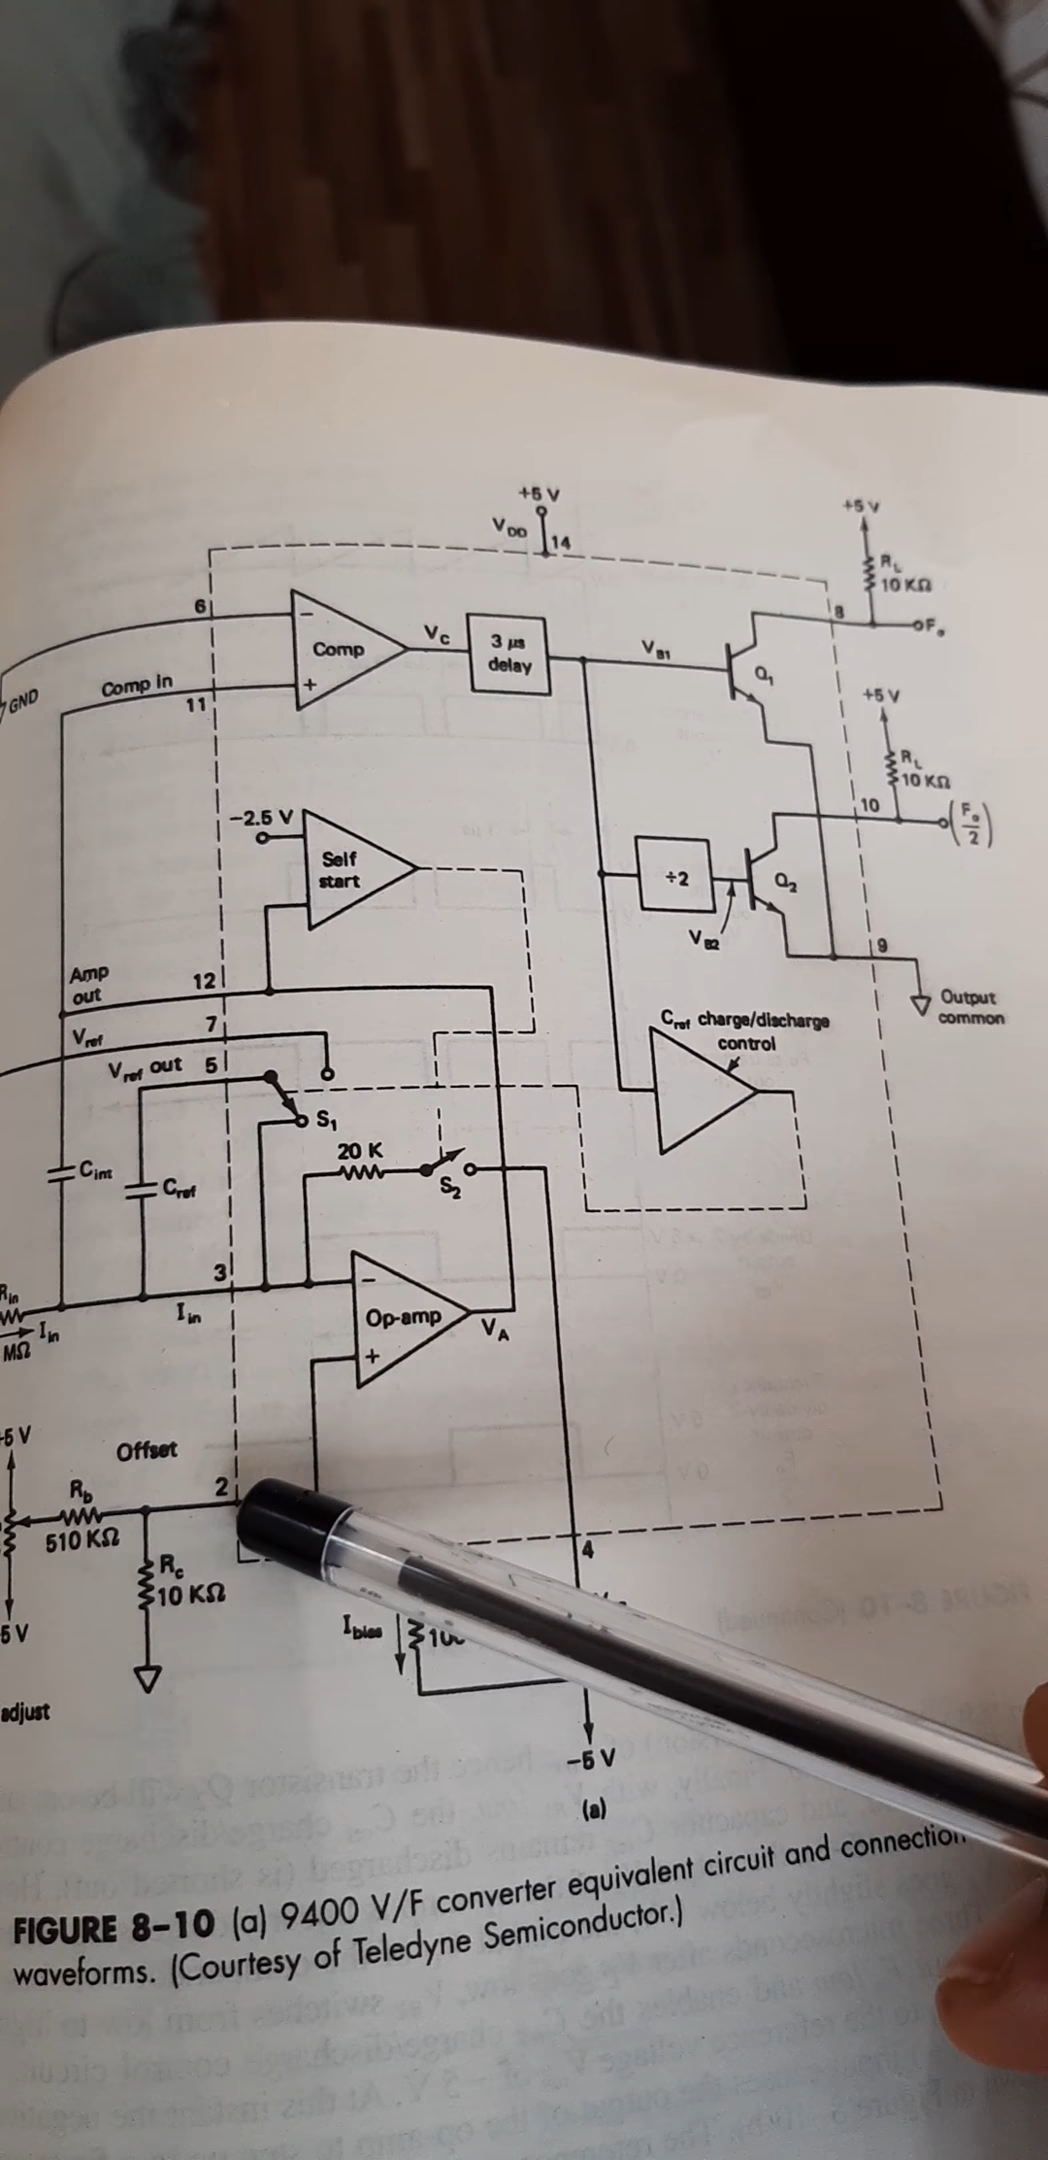 +5 V
V_DD
14
+5 V
R_L
10 KΩ
6
8
F_o
−
Comp
+
V_C
3 μs
delay
V_B1
Q_1
GND
Comp in
11
+5 V
R_L
10 KΩ
10
(F_o/2)
−2.5 V
Self
start
÷2
Q_2
V_B2
9
Output
common
Amp
out
12
V_ref
7
V_ref out
5
C_ref charge/discharge
control
S_1
20 K
S_2
C_int
C_ref
3
R_in
I_in
I_in
MΩ
−
Op-amp
+
V_A
5 V
Offset
2
R_b
510 KΩ
R_c
10 KΩ
4
5 V
I_bias
adjust
−5 V
(a)
FIGURE 8–10 (a) 9400 V/F converter equivalent circuit and connection
waveforms. (Courtesy of Teledyne Semiconductor.)